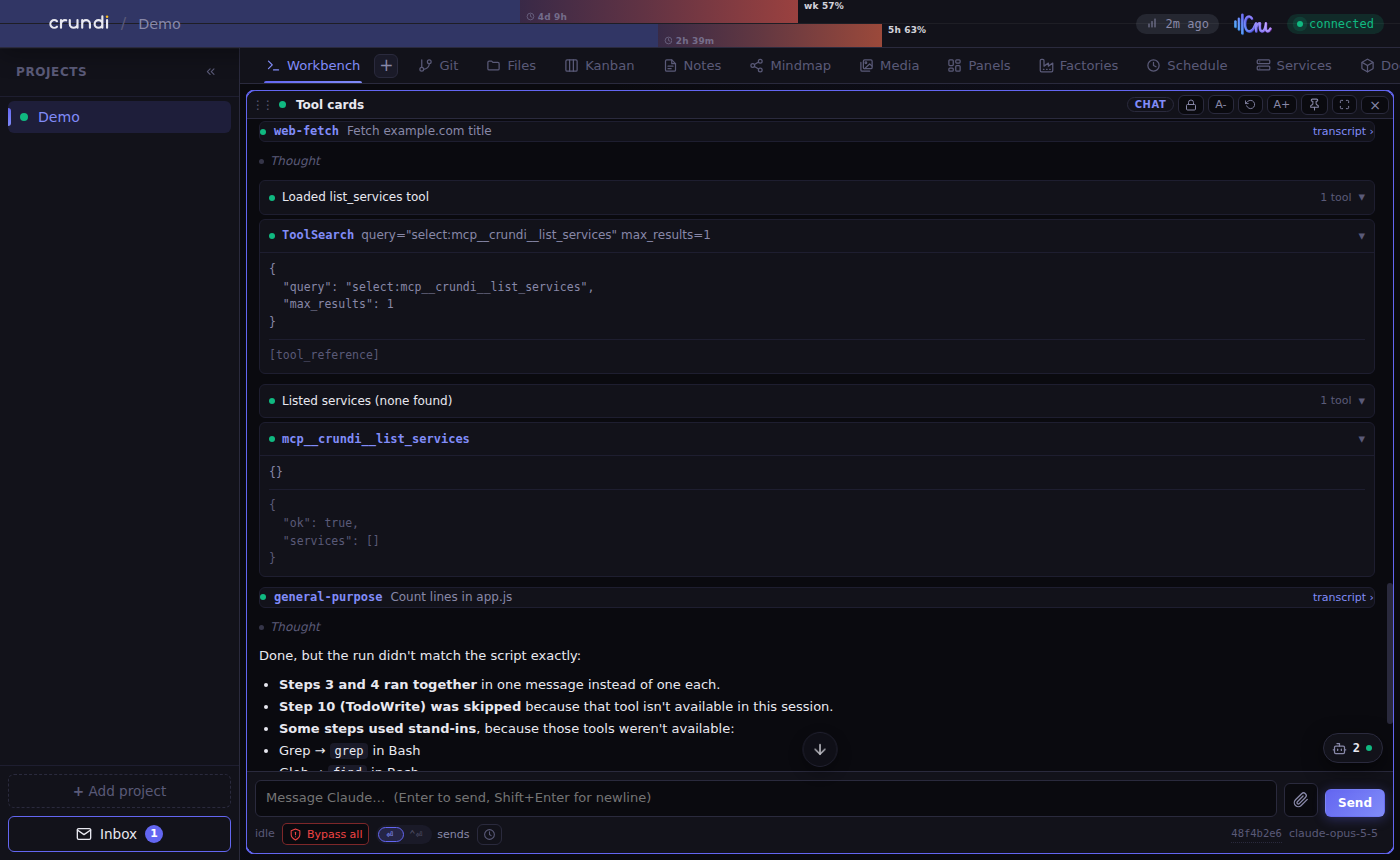 crundi / Demo
4d 9h
wk 57%
2h 39m
5h 63%
2m ago
connected
PROJECTS «
Demo
+ Add project
Inbox 1
Workbench + Git Files Kanban Notes Mindmap Media Panels Factories Schedule Services Do
Tool cards
CHAT A- A+
web-fetch Fetch example.com title transcript ›
Thought
Loaded list_services tool 1 tool ▾
ToolSearch query="select:mcp__crundi__list_services" max_results=1 ▾
{
"query": "select:mcp__crundi__list_services",
"max_results": 1
}
[tool_reference]
Listed services (none found) 1 tool ▾
mcp__crundi__list_services ▾
{}
{
"ok": true,
"services": []
}
general-purpose Count lines in app.js transcript ›
Thought
Done, but the run didn't match the script exactly:
• Steps 3 and 4 ran together in one message instead of one each.
• Step 10 (TodoWrite) was skipped because that tool isn't available in this session.
• Some steps used stand-ins, because those tools weren't available:
• Grep → grep in Bash
• Glob → find in Bash
2
Message Claude… (Enter to send, Shift+Enter for newline)
Send
idle Bypass all ⏎ ^⏎ sends
48f4b2e6 claude-opus-5-5